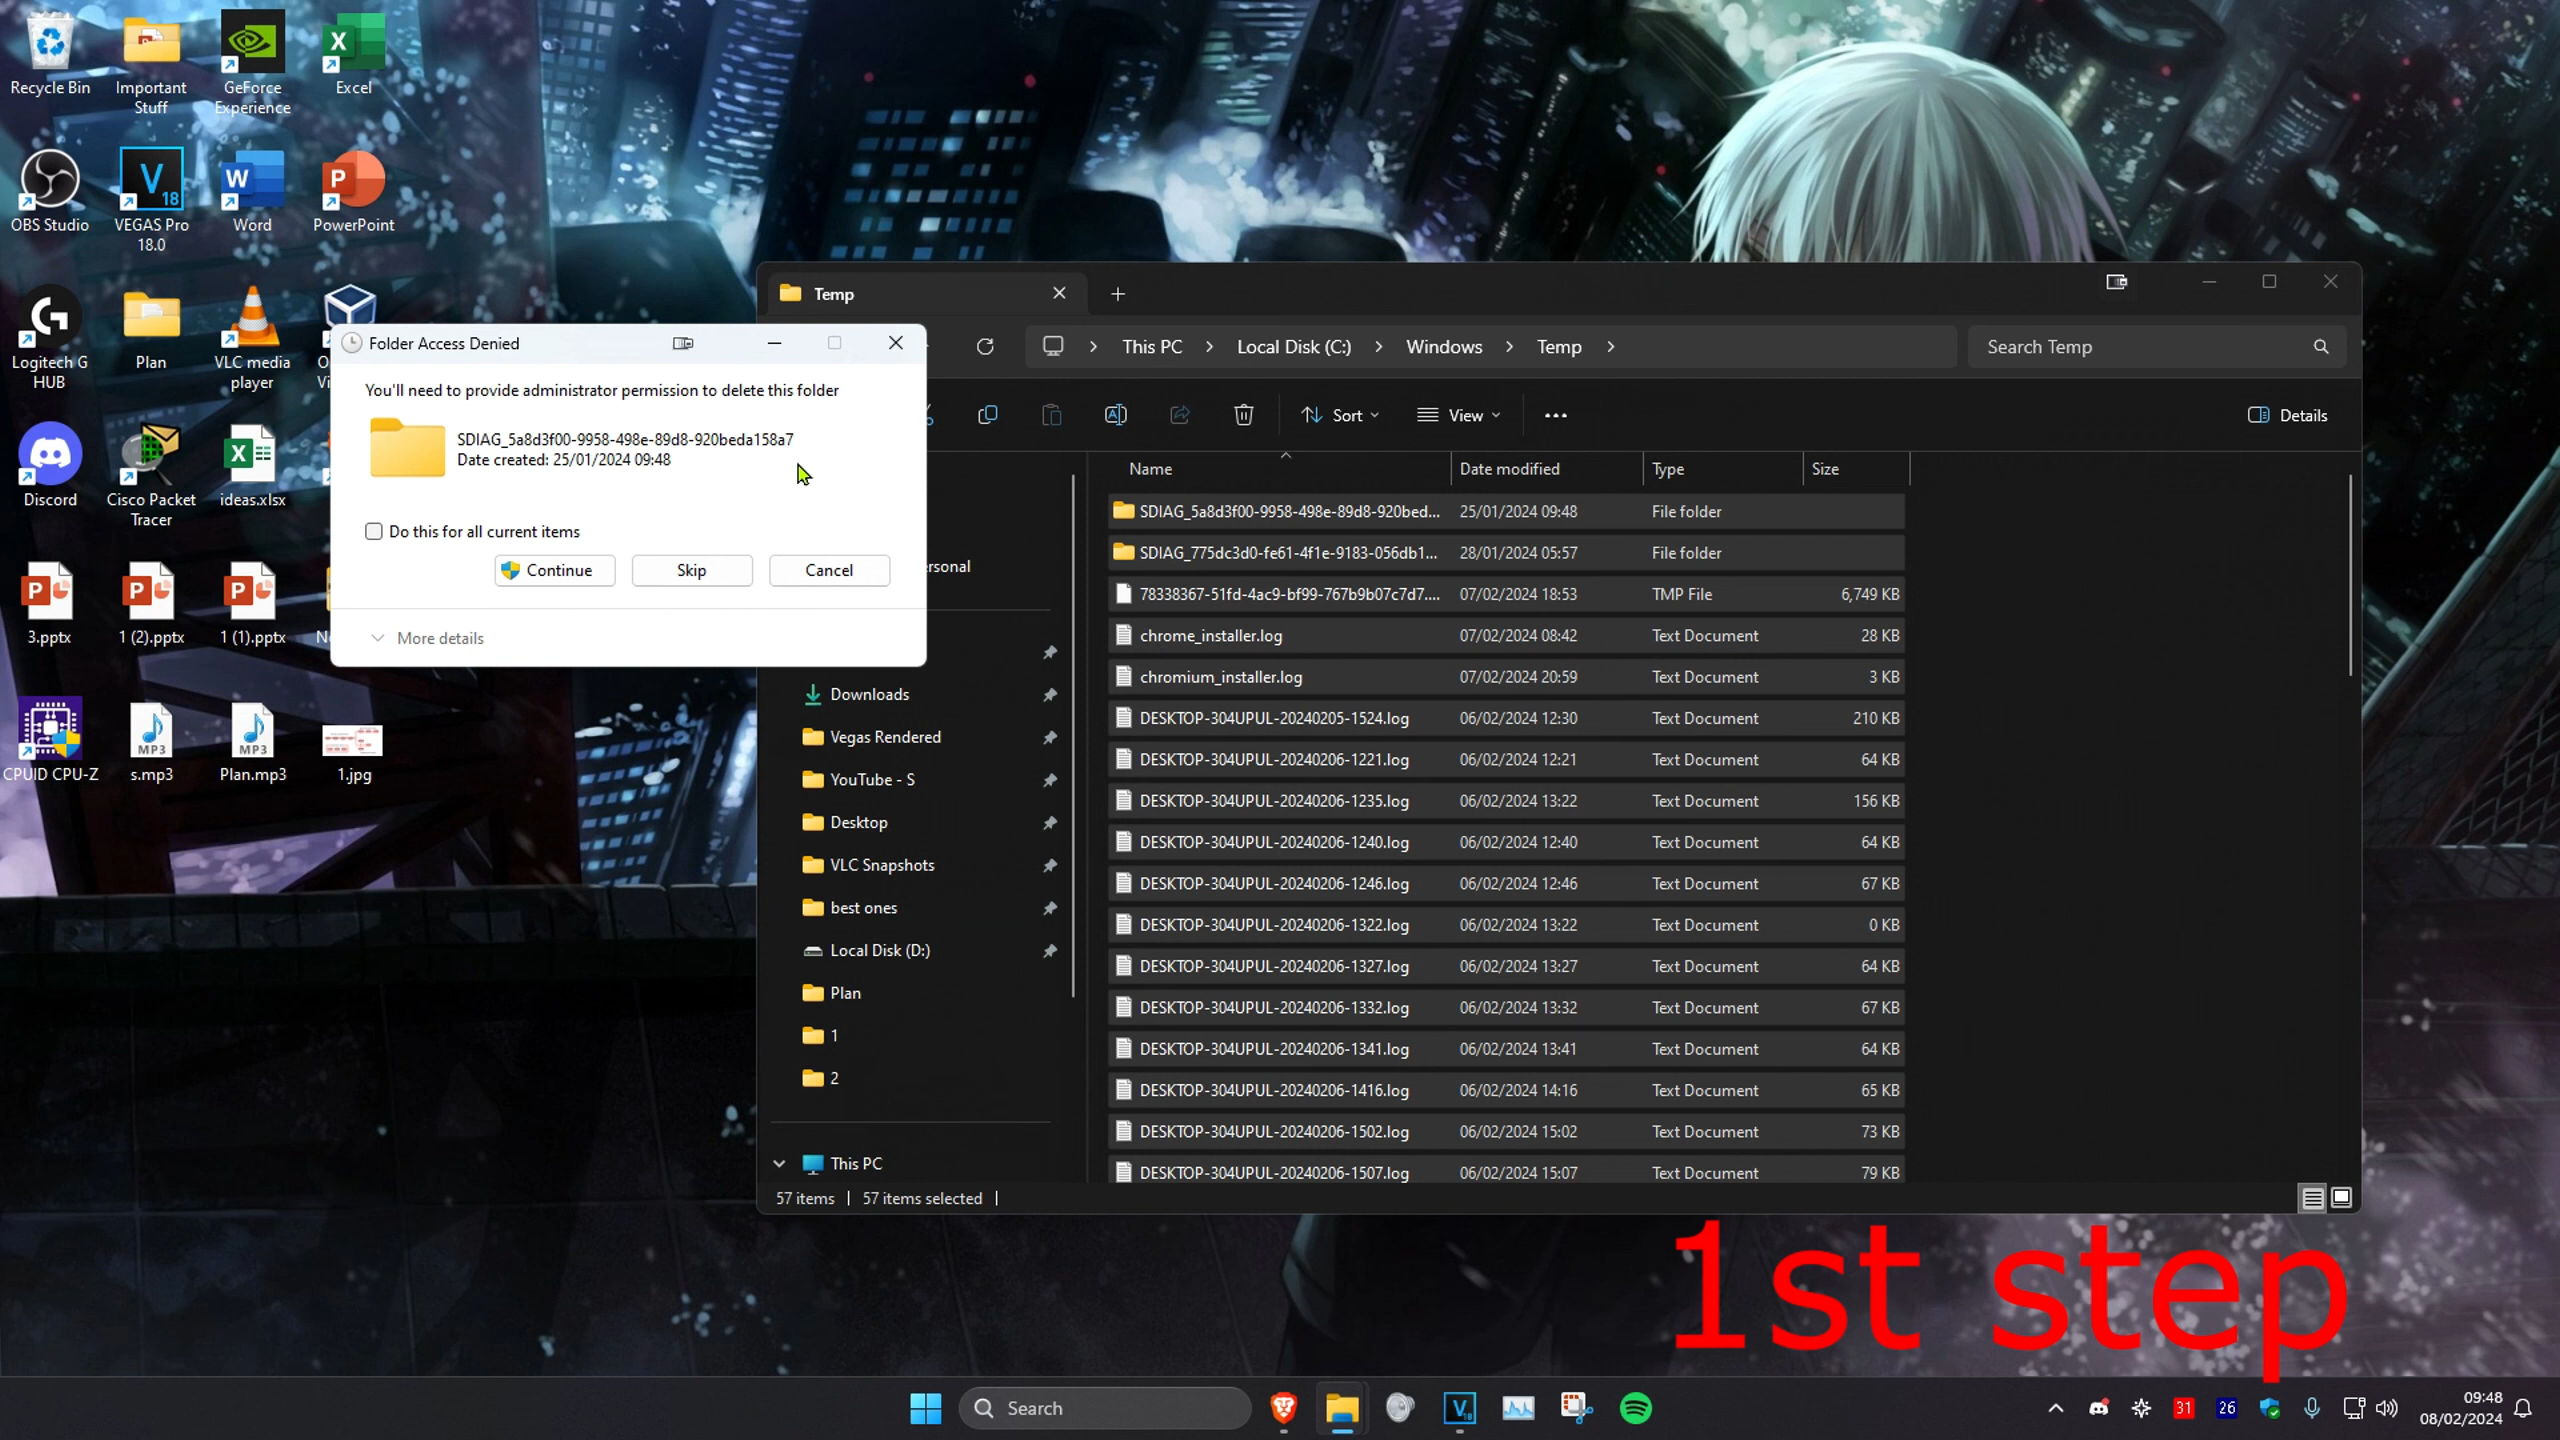 Recycle Bin
Important
Stuff
GeForce
Experience
Excel
OBS Studio
VEGAS Pro
18.0
Word
PowerPoint
Logitech G
HUB
Plan
VLC media
player
Discord
Cisco Packet
Tracer
ideas.xlsx
3.pptx
1 (2).pptx
1 (1).pptx
CPUID CPU-Z
s.mp3
Plan.mp3
1.jpg
Folder Access Denied
You'll need to provide administrator permission to delete this folder
SDIAG_5a8d3f00-9958-498e-89d8-920beda158a7
Date created: 25/01/2024 09:48
Do this for all current items
Continue
Skip
Cancel
More details
Temp
This PC > Local Disk (C:) > Windows > Temp >
Search Temp
Sort
View
Details
Name Date modified Type Size
SDIAG_5a8d3f00-9958-498e-89d8-920bed... 25/01/2024 09:48 File folder
SDIAG_775dc3d0-fe61-4f1e-9183-056db1... 28/01/2024 05:57 File folder
78338367-51fd-4ac9-bf99-767b9b07c7d7.... 07/02/2024 18:53 TMP File 6,749 KB
chrome_installer.log 07/02/2024 08:42 Text Document 28 KB
chromium_installer.log 07/02/2024 20:59 Text Document 3 KB
DESKTOP-304UPUL-20240205-1524.log 06/02/2024 12:30 Text Document 210 KB
DESKTOP-304UPUL-20240206-1221.log 06/02/2024 12:21 Text Document 64 KB
DESKTOP-304UPUL-20240206-1235.log 06/02/2024 13:22 Text Document 156 KB
DESKTOP-304UPUL-20240206-1240.log 06/02/2024 12:40 Text Document 64 KB
DESKTOP-304UPUL-20240206-1246.log 06/02/2024 12:46 Text Document 67 KB
DESKTOP-304UPUL-20240206-1322.log 06/02/2024 13:22 Text Document 0 KB
DESKTOP-304UPUL-20240206-1327.log 06/02/2024 13:27 Text Document 64 KB
DESKTOP-304UPUL-20240206-1332.log 06/02/2024 13:32 Text Document 67 KB
DESKTOP-304UPUL-20240206-1341.log 06/02/2024 13:41 Text Document 64 KB
DESKTOP-304UPUL-20240206-1416.log 06/02/2024 14:16 Text Document 65 KB
DESKTOP-304UPUL-20240206-1502.log 06/02/2024 15:02 Text Document 73 KB
DESKTOP-304UPUL-20240206-1507.log 06/02/2024 15:07 Text Document 79 KB
ersonal
Downloads
Vegas Rendered
YouTube - S
Desktop
VLC Snapshots
best ones
Local Disk (D:)
Plan
1
2
This PC
57 items | 57 items selected |
1st step
Search
31
26
09:48
08/02/2024